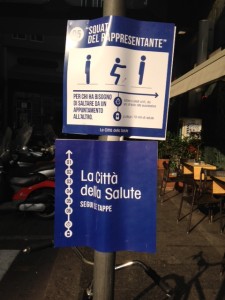 "SQUAT
DEL RAPPRESENTANTE"
PER CHI HA BISOGNO
DI SALTARE DA UN
APPUNTAMENTO
ALL'ALTRO.
La Città
della Salute
SEGUI LE TAPPE